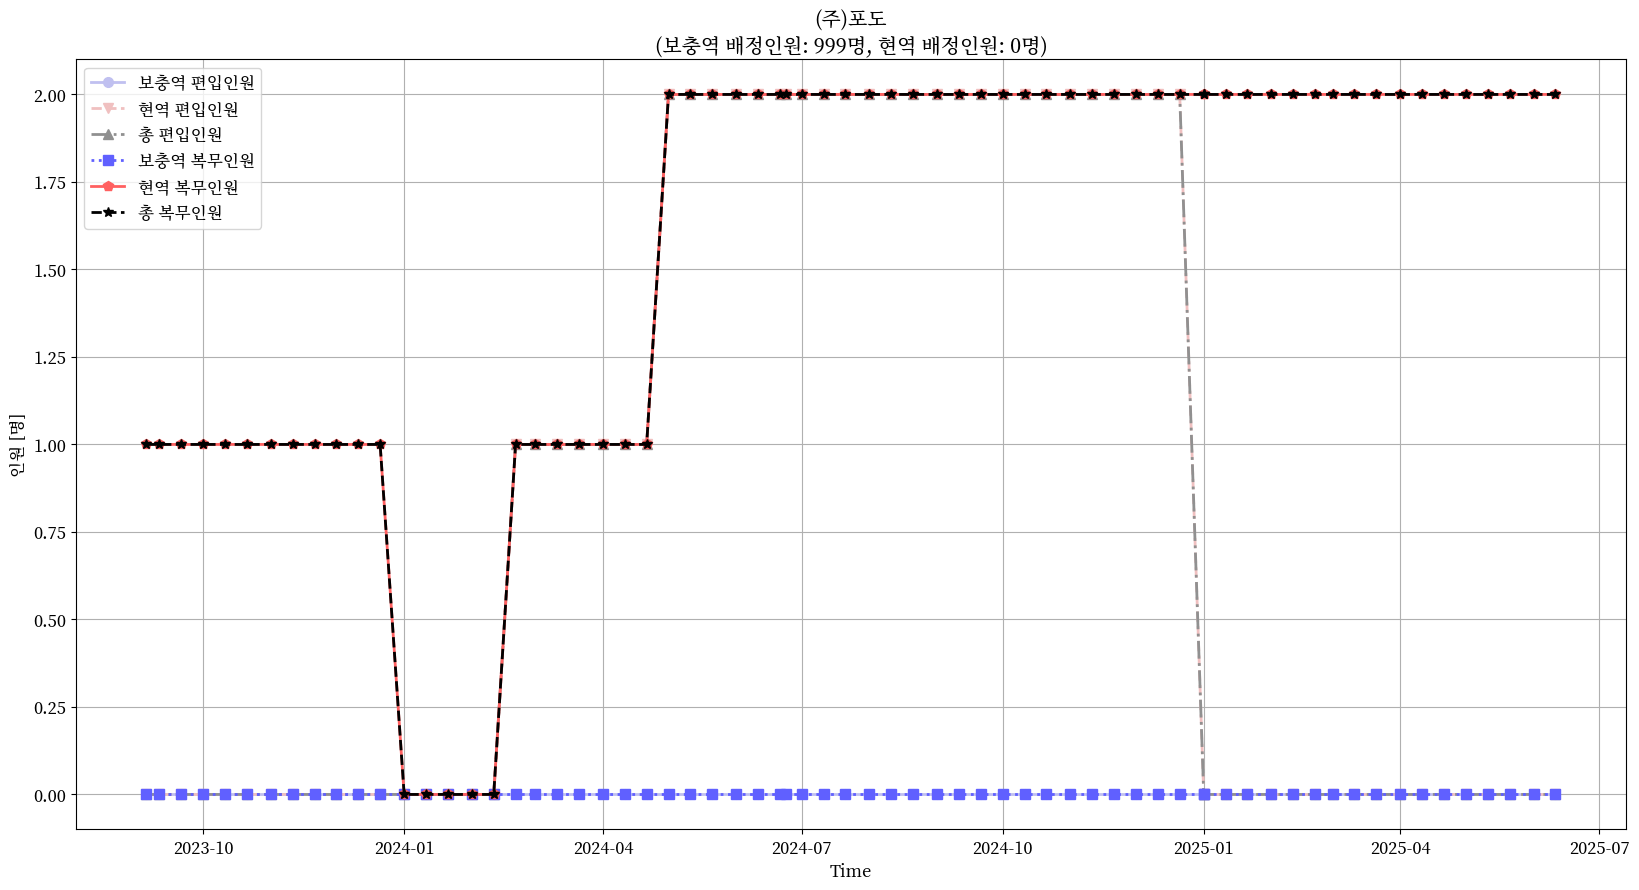 (주)포도
(보충역 배정인원: 999명, 현역 배정인원: 0명)
보충역 편입인원
현역 편입인원
총 편입인원
보충역 복무인원
현역 복무인원
총 복무인원
인원 [명]
2.00
1.75
1.50
1.25
1.00
0.75
0.50
0.25
0.00
2023-10
2024-01
2024-04
2024-07
2024-10
2025-01
2025-04
2025-07
Time